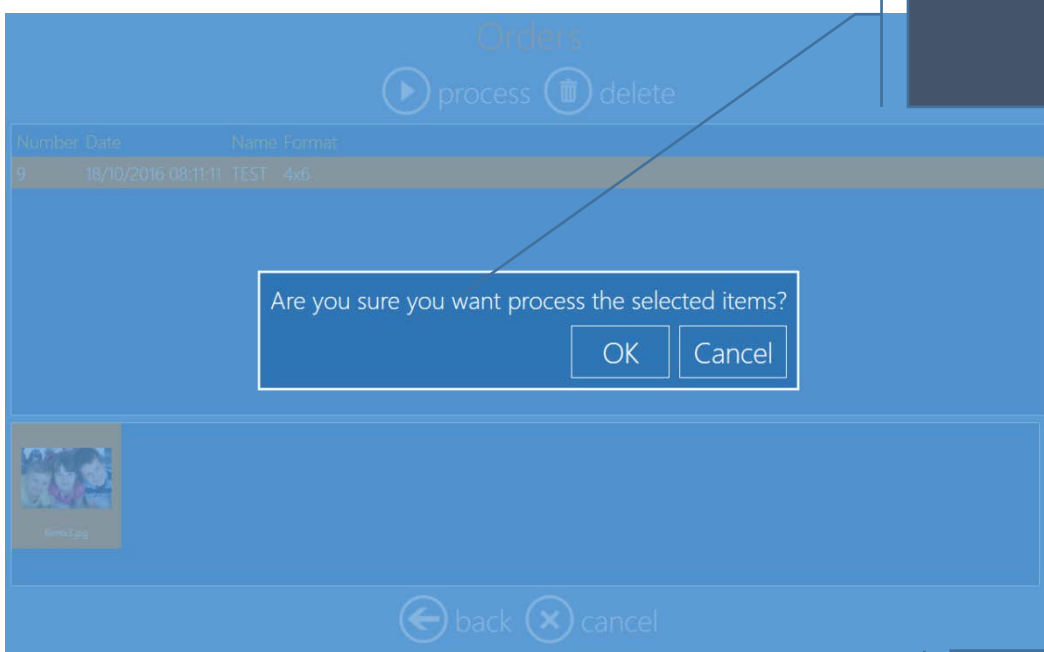 Orders
process delete
Number Date Name Format
9 18/10/2016 08:11:11 TEST 4x6
Are you sure you want process the selected items?
OK Cancel
back cancel